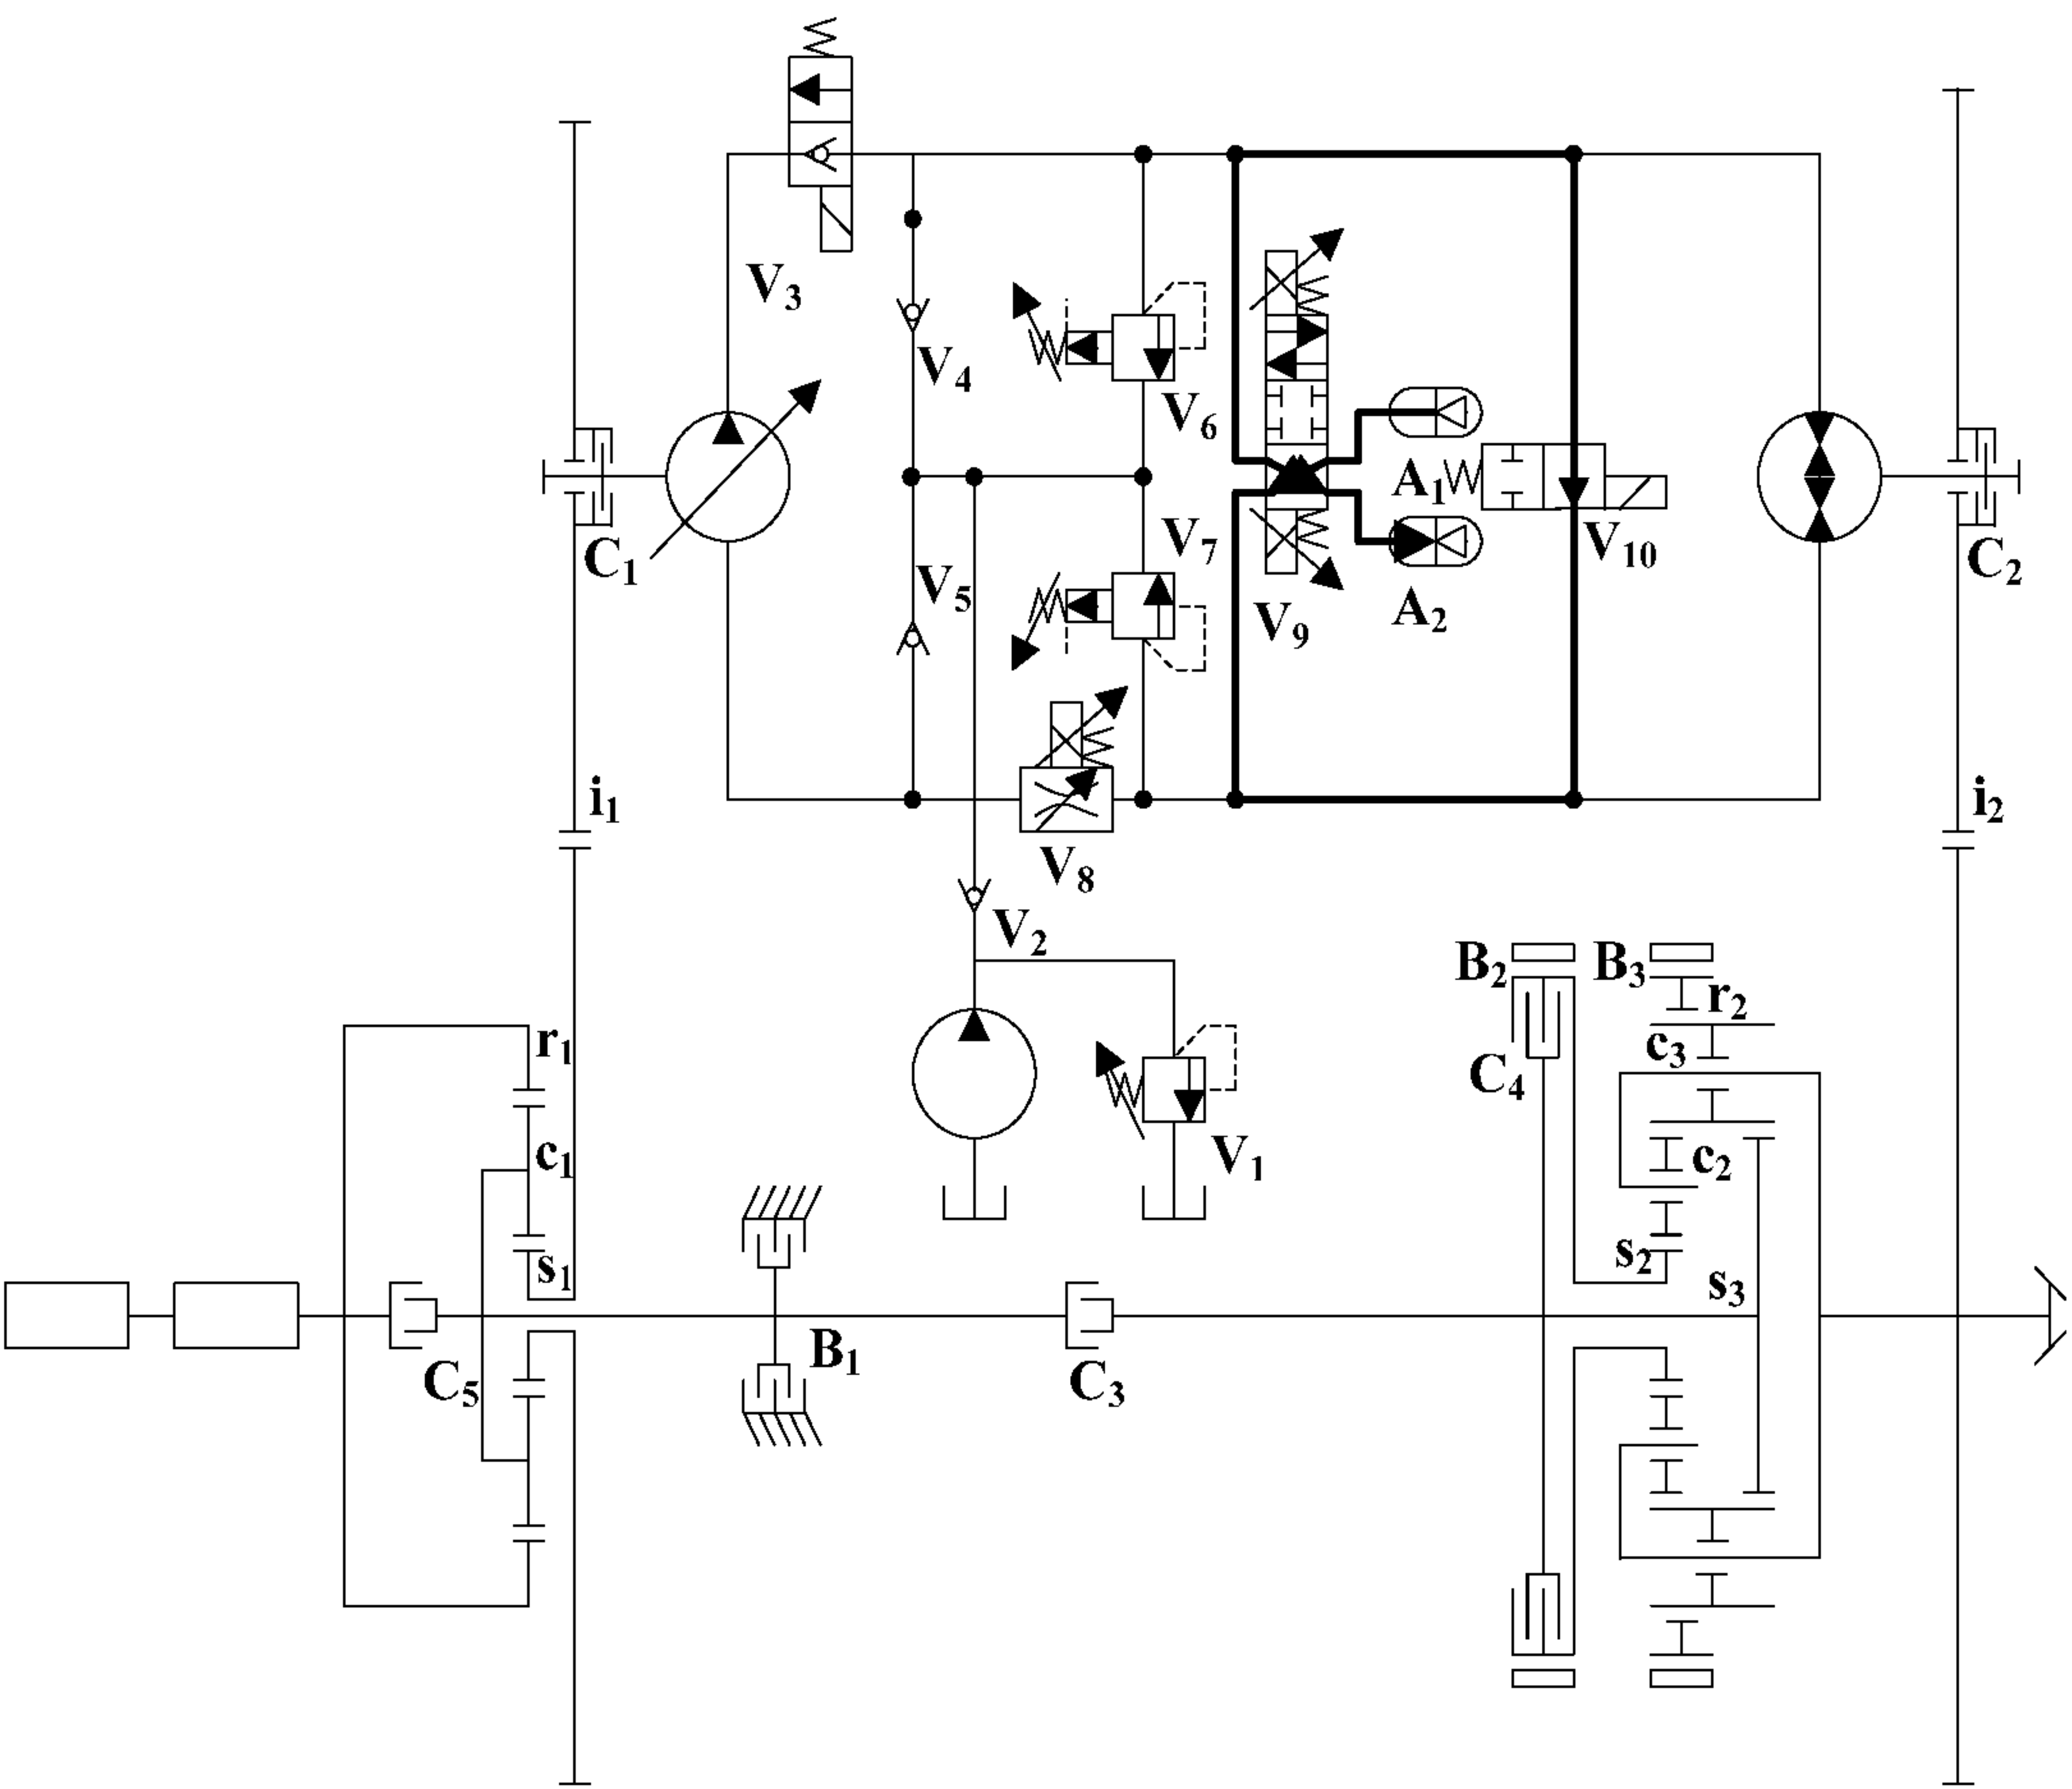 V₃
V₄
V₆
A₁
V₇
V₁₀
C₁
C₂
V₅
V₉
A₂
i₁
i₂
V₈
V₂
B₂
B₃
r₂
r₁
c₃
C₄
c₁
V₁
c₂
s₁
s₂
s₃
B₁
C₅
C₃